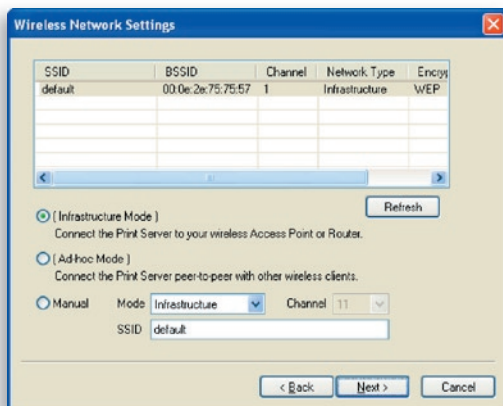 Wireless Network Settings
SSID BSSID Channel Network Type Encryp
default 00:0e:2e:75:75:57 1 Infrastructure WEP
Refresh
( Infrastructure Mode )
Connect the Print Server to your wireless Access Point or Router.
( Ad-hoc Mode )
Connect the Print Server peer-to-peer with other wireless clients.
Manual Mode Infrastructure Channel 11
SSID default
< Back Next > Cancel